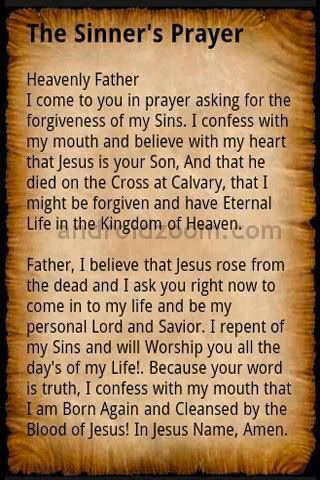 The Sinner's Prayer
Heavenly Father
I come to you in prayer asking for the
forgiveness of my Sins. I confess with
my mouth and believe with my heart
that Jesus is your Son, And that he
died on the Cross at Calvary, that I
might be forgiven and have Eternal
Life in the Kingdom of Heaven.
androidzoom.com
Father, I believe that Jesus rose from
the dead and I ask you right now to
come in to my life and be my
personal Lord and Savior. I repent of
my Sins and will Worship you all the
day's of my Life!. Because your word
is truth, I confess with my mouth that
I am Born Again and Cleansed by the
Blood of Jesus! In Jesus Name, Amen.